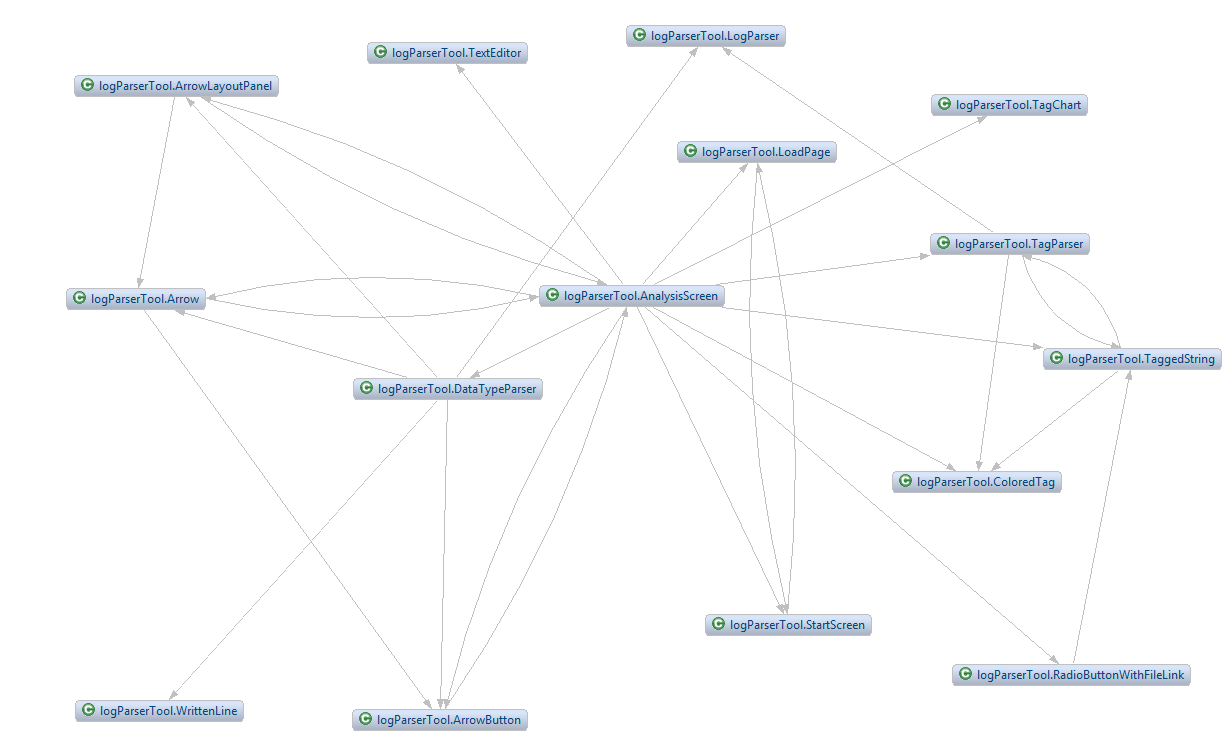 logParserTool.LogParser
logParserTool.TextEditor
logParserTool.ArrowLayoutPanel
logParserTool.TagChart
logParserTool.LoadPage
logParserTool.TagParser
logParserTool.Arrow
logParserTool.AnalysisScreen
logParserTool.TaggedString
logParserTool.DataTypeParser
logParserTool.ColoredTag
logParserTool.StartScreen
logParserTool.RadioButtonWithFileLink
logParserTool.WrittenLine
logParserTool.ArrowButton